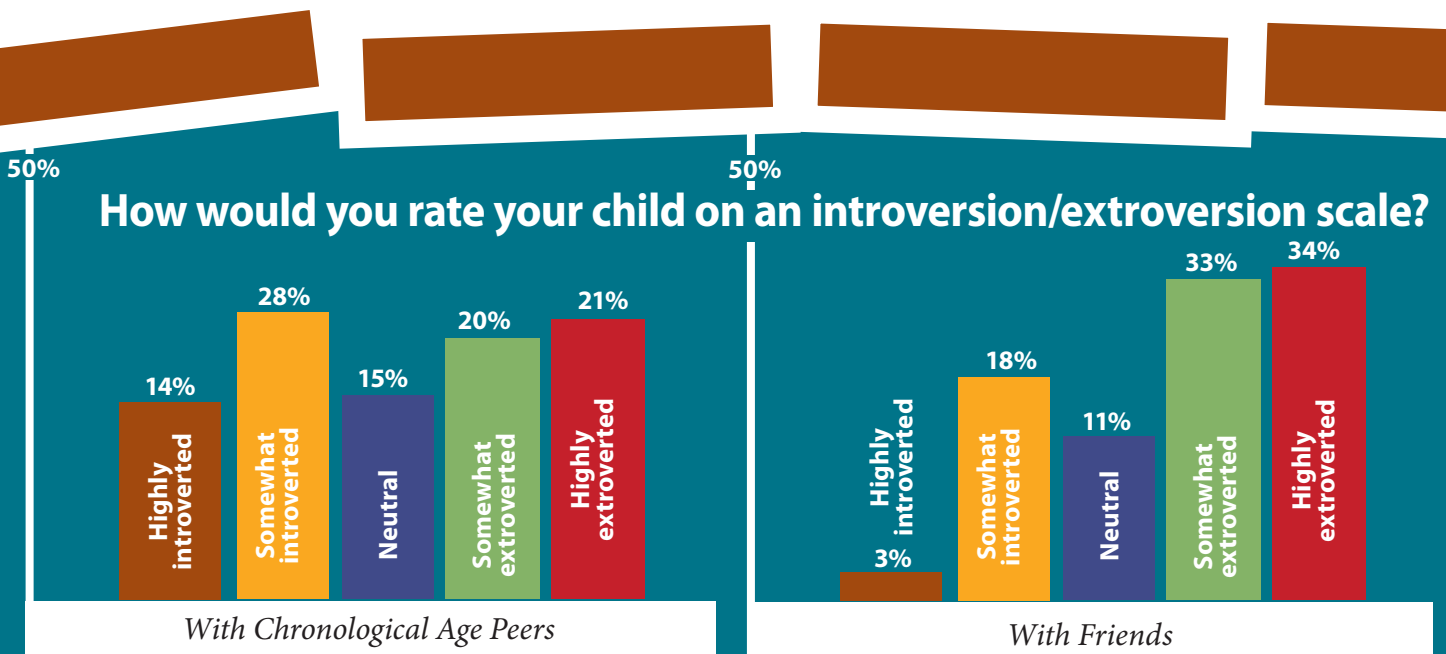 50%
50%
How would you rate your child on an introversion/extroversion scale?
14%
Highly
introverted
28%
Somewhat
introverted
15%
Neutral
20%
Somewhat
extroverted
21%
Highly
extroverted
With Chronological Age Peers
3%
Highly
introverted
18%
Somewhat
introverted
11%
Neutral
33%
Somewhat
extroverted
34%
Highly
extroverted
With Friends